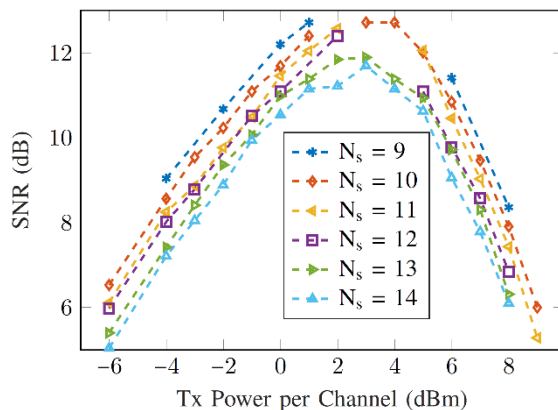 12
10
8
6
SNR (dB)
N_s = 9
N_s = 10
N_s = 11
N_s = 12
N_s = 13
N_s = 14
−6 −4 −2 0 2 4 6 8
Tx Power per Channel (dBm)